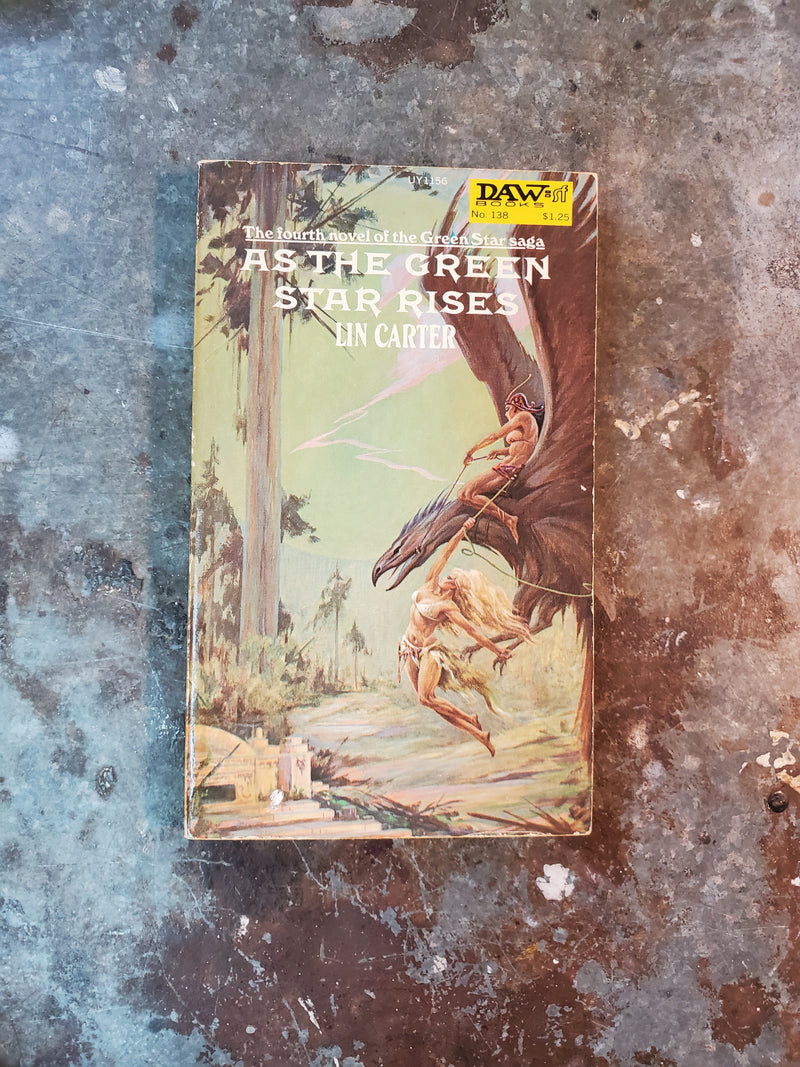 UY1156
DAW=sf
BOOKS
No. 138 $1.25
The fourth novel of the Green Star saga
AS THE GREEN
STAR RISES
LIN CARTER